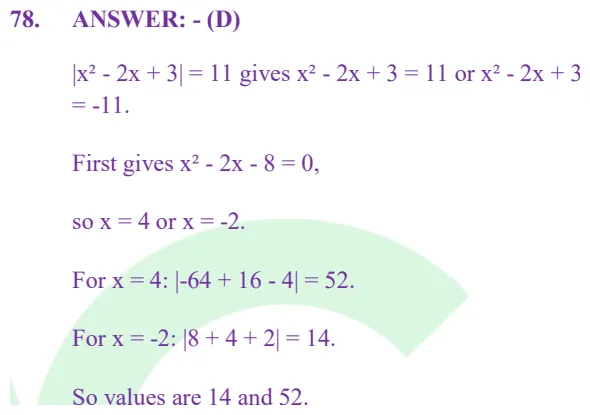 78. ANSWER: - (D)
|x² - 2x + 3| = 11 gives x² - 2x + 3 = 11 or x² - 2x + 3
= -11.
First gives x² - 2x - 8 = 0,
so x = 4 or x = -2.
For x = 4: |-64 + 16 - 4| = 52.
For x = -2: |8 + 4 + 2| = 14.
So values are 14 and 52.